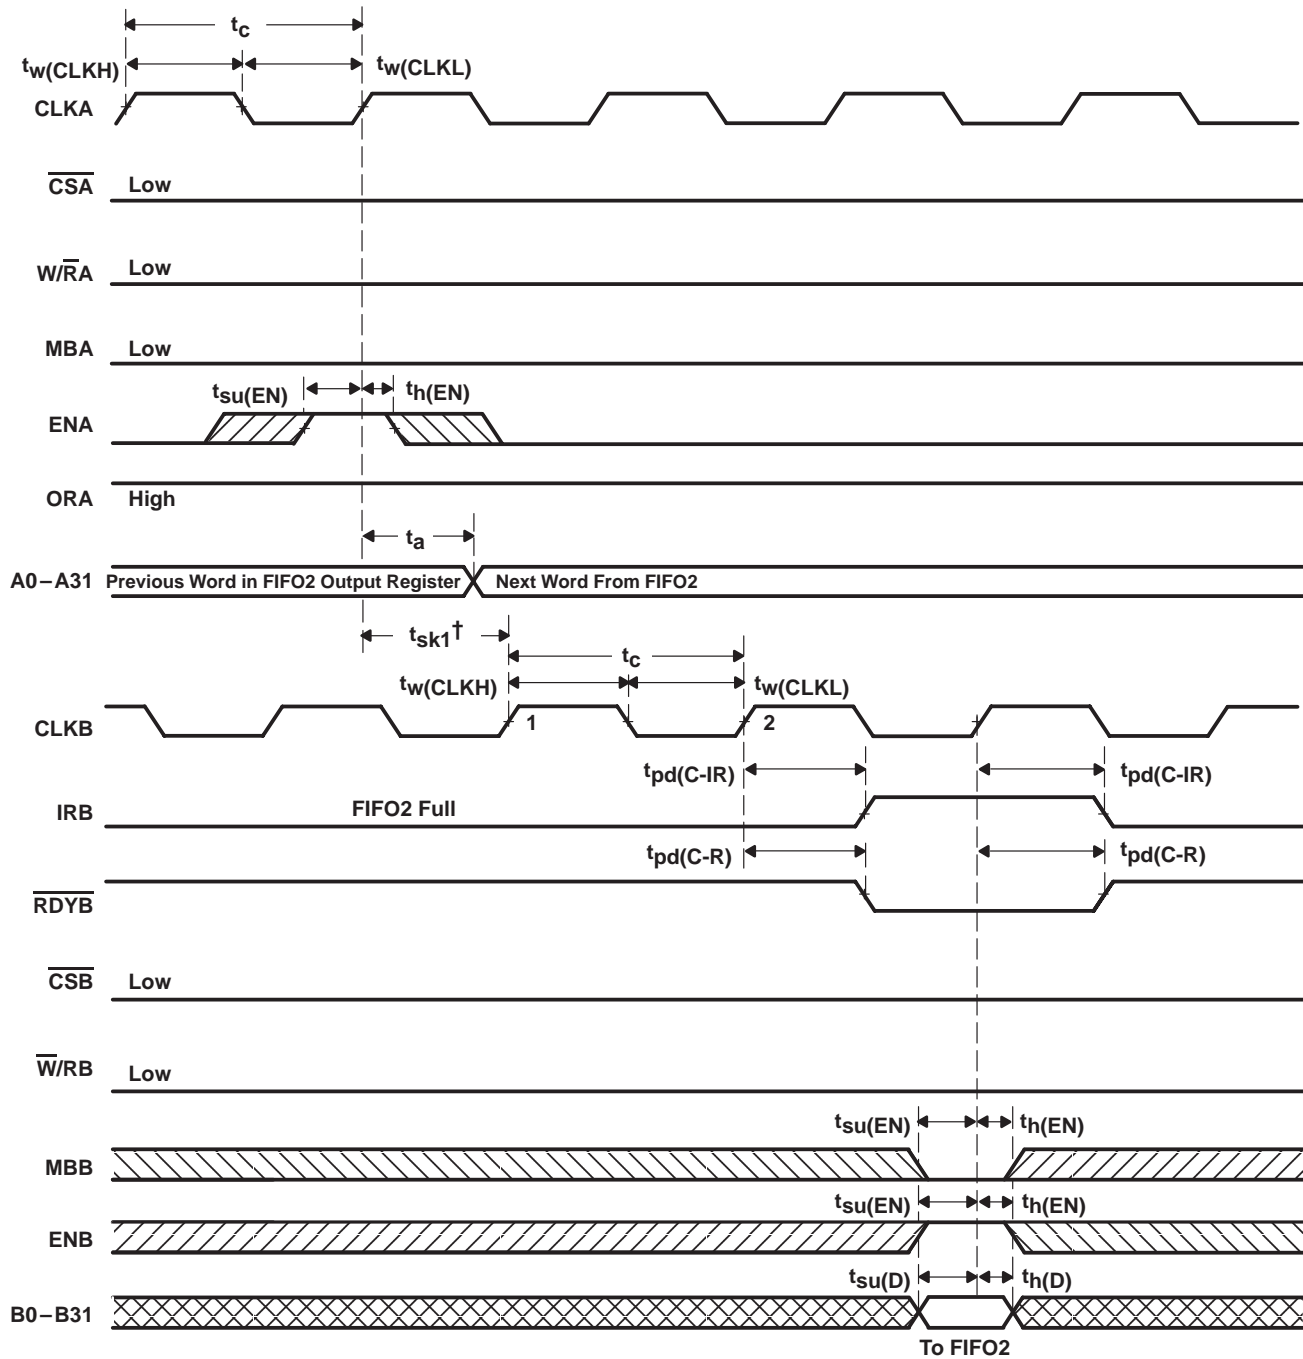 tc
tw(CLKH) tw(CLKL)
CLKA
CSA Low
W/RA Low
MBA Low
tsu(EN) th(EN)
ENA
ORA High
ta
A0–A31 Previous Word in FIFO2 Output Register Next Word From FIFO2
tsk1†
tc
tw(CLKH) tw(CLKL)
CLKB 1 2
tpd(C-IR) tpd(C-IR)
IRB FIFO2 Full
tpd(C-R) tpd(C-R)
RDYB
CSB Low
W/RB Low
tsu(EN) th(EN)
MBB
tsu(EN) th(EN)
ENB
tsu(D) th(D)
B0–B31
To FIFO2